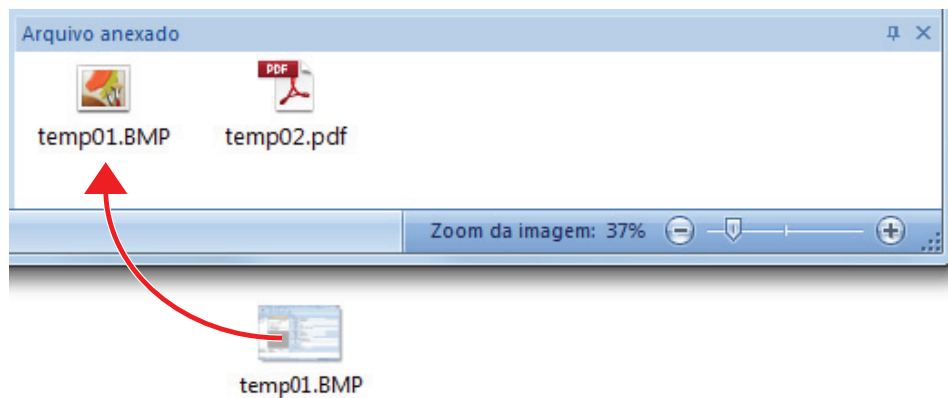 Arquivo anexado
PDF
temp01.BMP temp02.pdf
Zoom da imagem: 37%
temp01.BMP